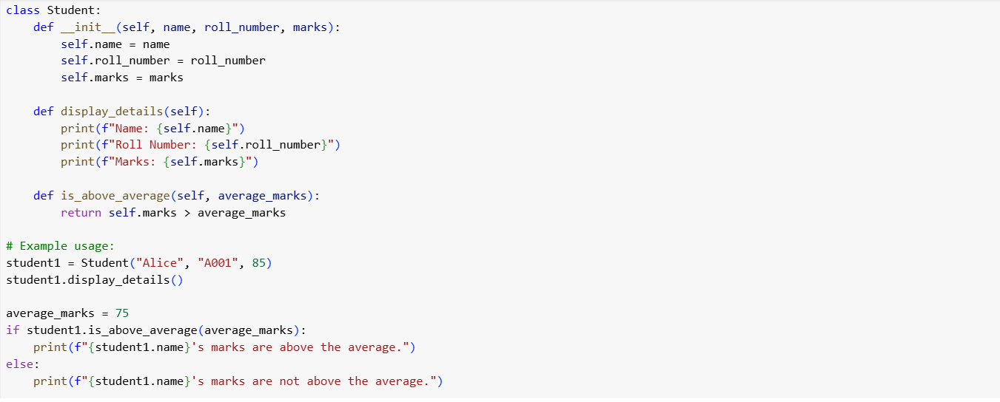 class Student:
    def __init__(self, name, roll_number, marks):
        self.name = name
        self.roll_number = roll_number
        self.marks = marks

    def display_details(self):
        print(f"Name: {self.name}")
        print(f"Roll Number: {self.roll_number}")
        print(f"Marks: {self.marks}")

    def is_above_average(self, average_marks):
        return self.marks > average_marks

# Example usage:
student1 = Student("Alice", "A001", 85)
student1.display_details()

average_marks = 75
if student1.is_above_average(average_marks):
    print(f"{student1.name}'s marks are above the average.")
else:
    print(f"{student1.name}'s marks are not above the average.")